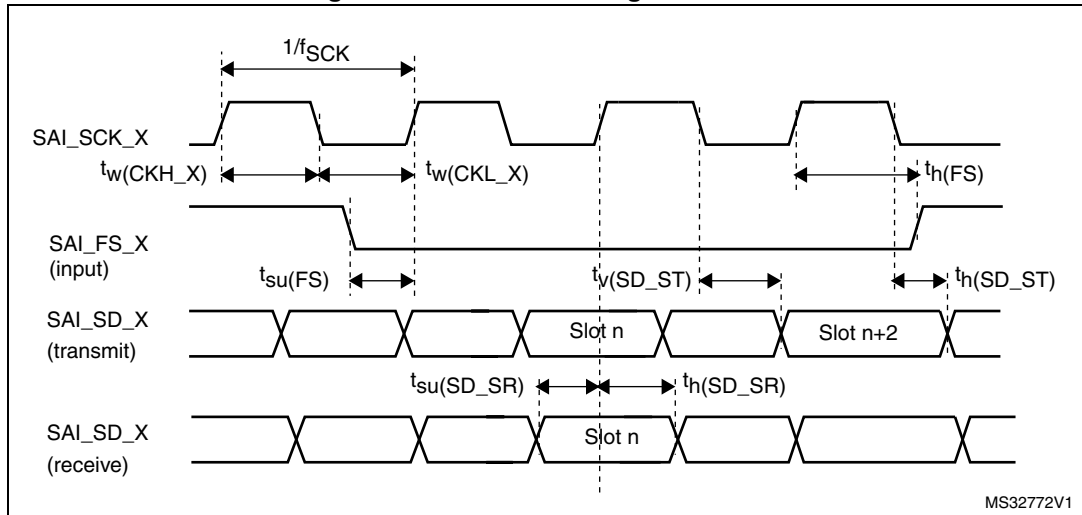 1/fSCK
SAI_SCK_X
tw(CKH_X)
tw(CKL_X)
th(FS)
SAI_FS_X
(input)
tsu(FS)
tv(SD_ST)
th(SD_ST)
SAI_SD_X
(transmit)
Slot n
Slot n+2
tsu(SD_SR)
th(SD_SR)
SAI_SD_X
(receive)
Slot n
MS32772V1